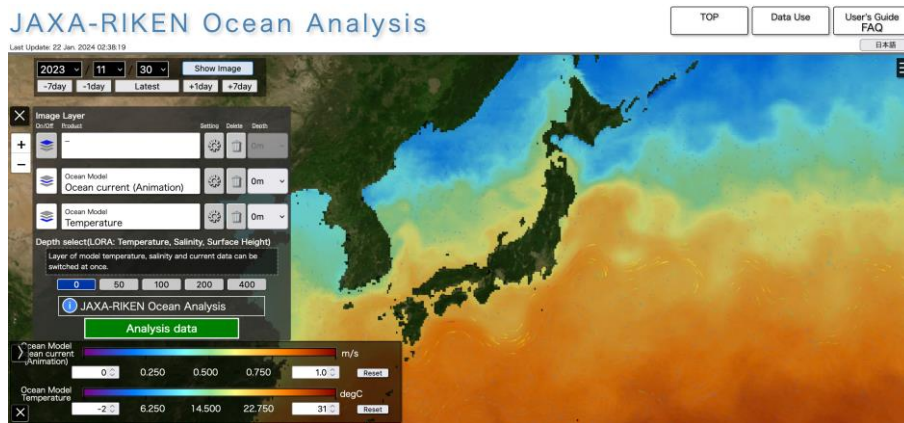 JAXA-RIKEN Ocean Analysis
TOP
Data Use
User's Guide
FAQ
Last Update: 22 Jan. 2024 02:38:19
日本語
2023 / 11 / 30 Show Image
-7day -1day Latest +1day +7day
Image Layer
On/Off Product Setting Delete Depth
–
0m
Ocean Model
Ocean current (Animation) 0m
Ocean Model
Temperature 0m
Depth select(LORA: Temperature, Salinity, Surface Height)
Layer of model temperature, salinity and current data can be
switched at once.
0 50 100 200 400
JAXA-RIKEN Ocean Analysis
Analysis data
Ocean Model
Ocean current
(Animation)
m/s
0 0.250 0.500 0.750 1.0 Reset
Ocean Model
Temperature
degC
-2 6.250 14.500 22.750 31 Reset